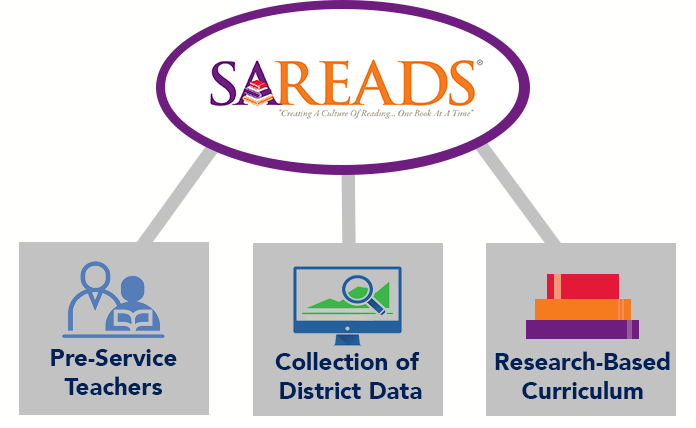 SAREADS®
"Creating A Culture Of Reading... One Book At A Time"
Pre-Service
Teachers
Collection of
District Data
Research-Based
Curriculum